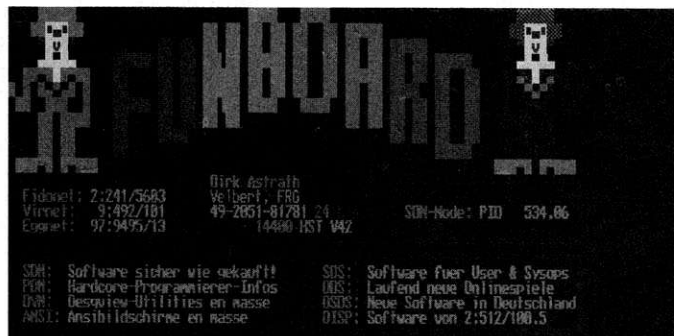 FUNBOARD
Dirk Astrath
Fidonet: 2:241/5603 Velbert, FRG
Virnet: 9:492/101 49-2051-81781 24 SDN-Node: PID 534.06
Eggnet: 97:9495/13 14400 HST V42
SDN: Software sicher wie gekauft! SDS: Software fuer User & Sysops
PDN: Hardcore-Programmierer-Infos DDS: Laufend neue Onlinespiele
DVN: Desqview-Utilities en masse DSDS: Neue Software in Deutschland
ANSI: Ansibildschirme en masse DISP: Software von 2:512/100.5